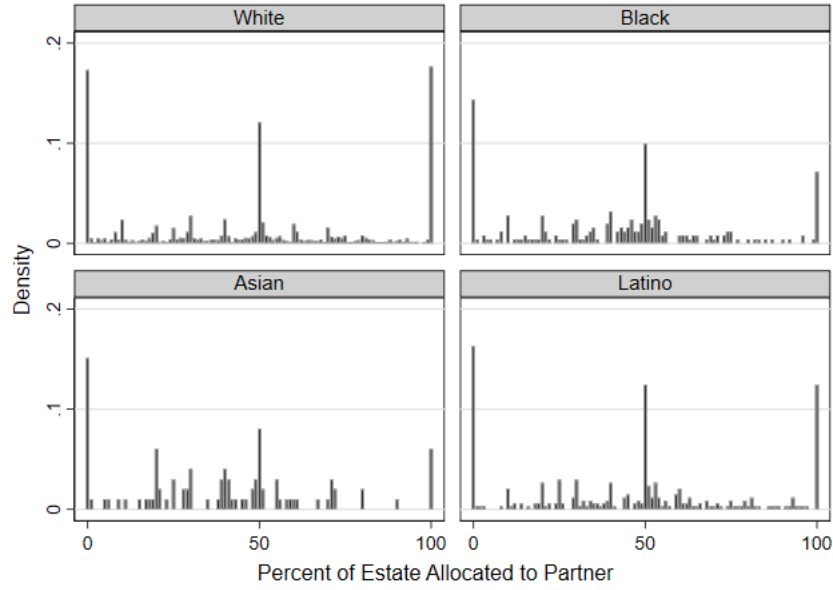 White
Black
.2
.1
0
Asian
Latino
.2
.1
0
Density
0
50
100
0
50
100
Percent of Estate Allocated to Partner